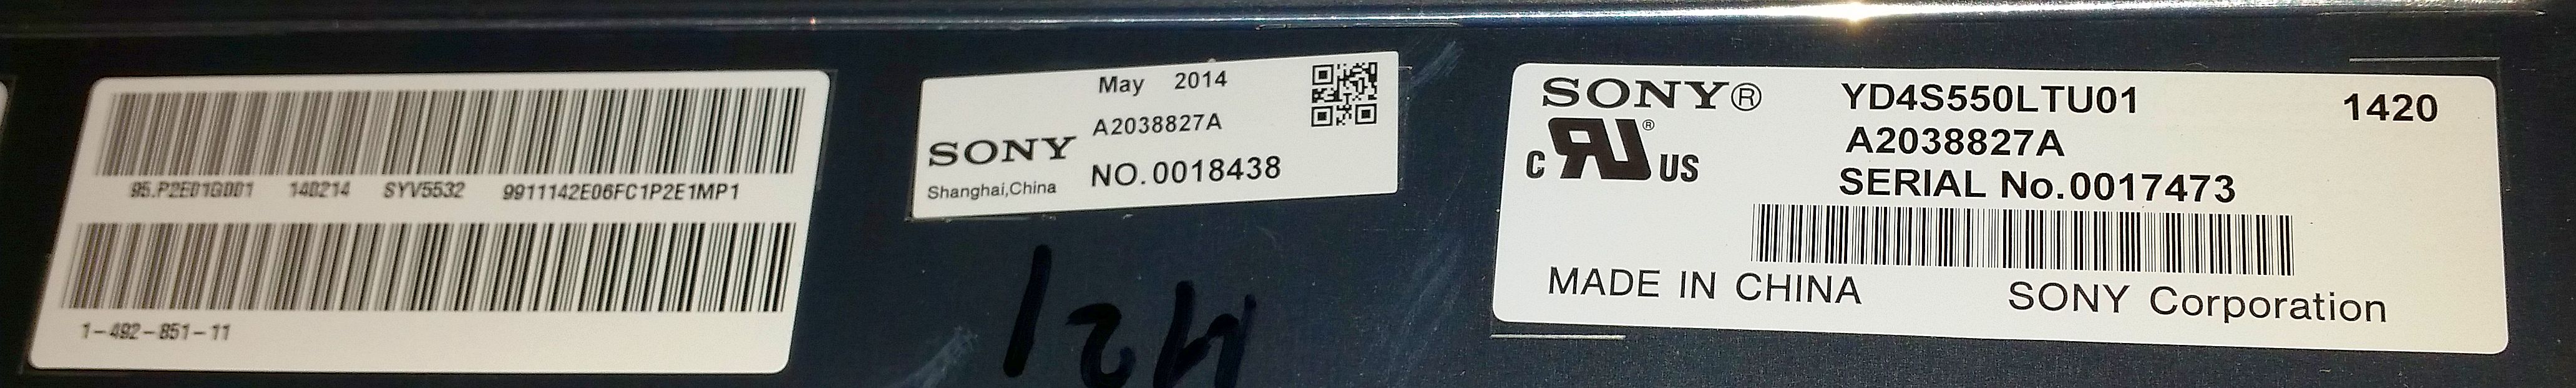 95.P2E01G001 140214 SYV5532 9911142E06FC1P2E1MP1
1-492-851-11
May 2014
A2038827A
SONY
NO.0018438
Shanghai,China
SONY® YD4S550LTU01 1420
A2038827A
C RU® US
SERIAL No.0017473
MADE IN CHINA SONY Corporation